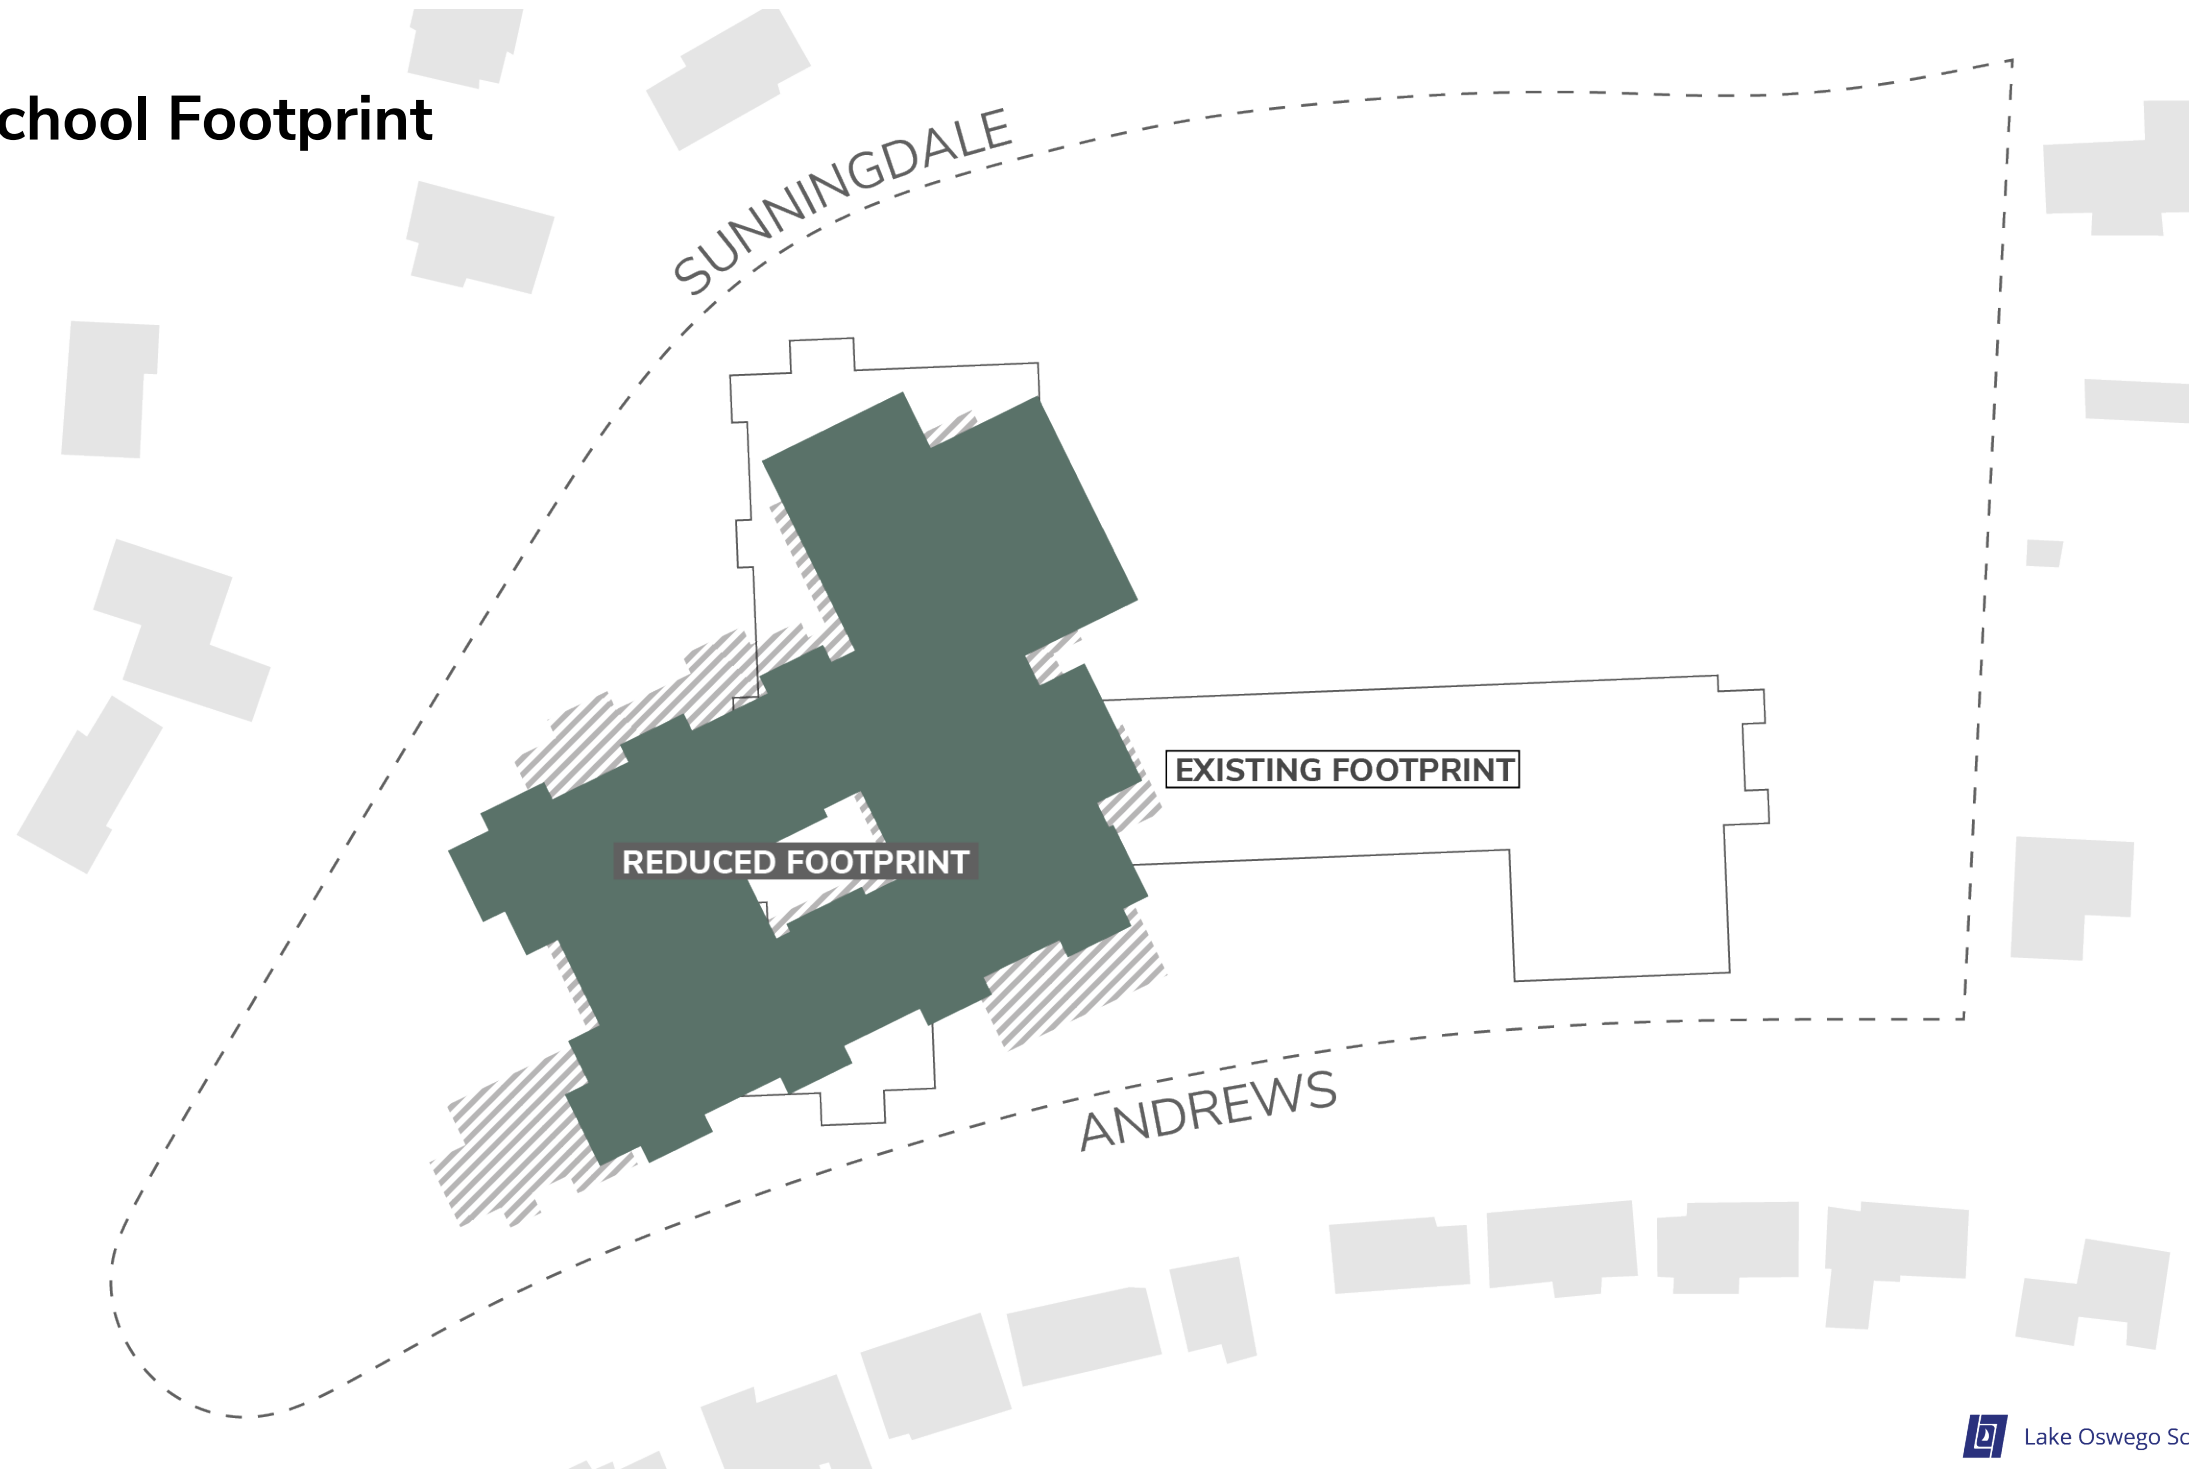 chool Footprint
SUNNINGDALE
EXISTING FOOTPRINT
REDUCED FOOTPRINT
ANDREWS
Lake Oswego Sc